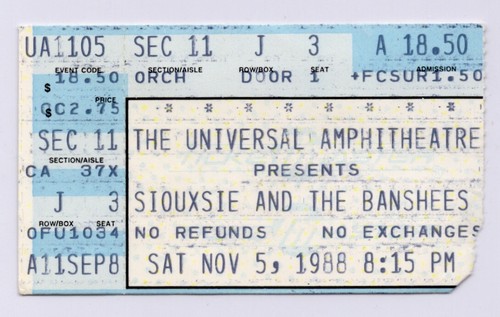 UA1105 SEC 11 J 3 A 18.50
EVENT CODE SECTION/AISLE ROW/BOX SEAT ADMISSION
$ 18.50 ORCH DOOR 1 +FCSUR1.50
PRICE
$ CC2.75 * * * * * * * * *
SEC 11 THE UNIVERSAL AMPHITHEATRE
SECTION/AISLE
CA 37X PRESENTS
J 3 SIOUXSIE AND THE BANSHEES
ROW/BOX SEAT
OFU1034 NO REFUNDS NO EXCHANGES
A11SEP8 SAT NOV 5, 1988 8:15 PM